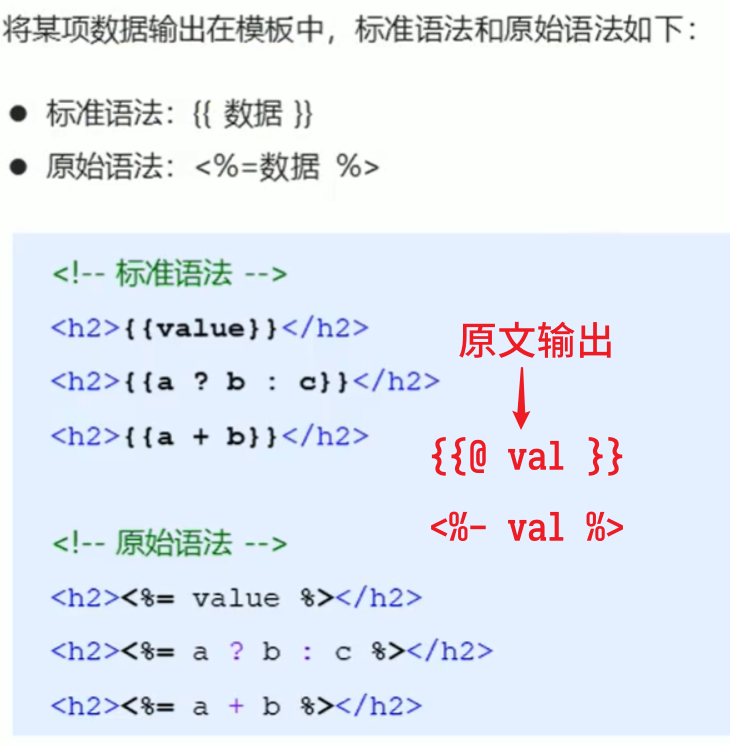 将某项数据输出在模板中，标准语法和原始语法如下：
● 标准语法：{{ 数据 }}
● 原始语法：<%=数据 %>
<!-- 标准语法 -->
<h2>{{value}}</h2>
<h2>{{a ? b : c}}</h2>
<h2>{{a + b}}</h2>
原文输出
{{@ val }}
<%- val %>
<!-- 原始语法 -->
<h2><%= value %></h2>
<h2><%= a ? b : c %></h2>
<h2><%= a + b %></h2>